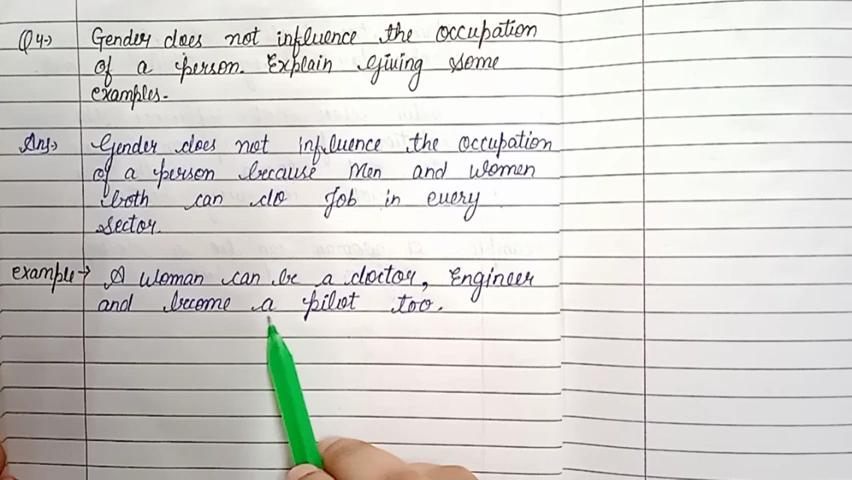 Q4→ Gender does not influence the occupation
of a person. Explain giving some
examples.
Ans→ Gender does not influence the occupation
of a person because Men and women
both can do Job in every
sector.
example→ A woman can be a doctor, Engineer
and become a pilot too.